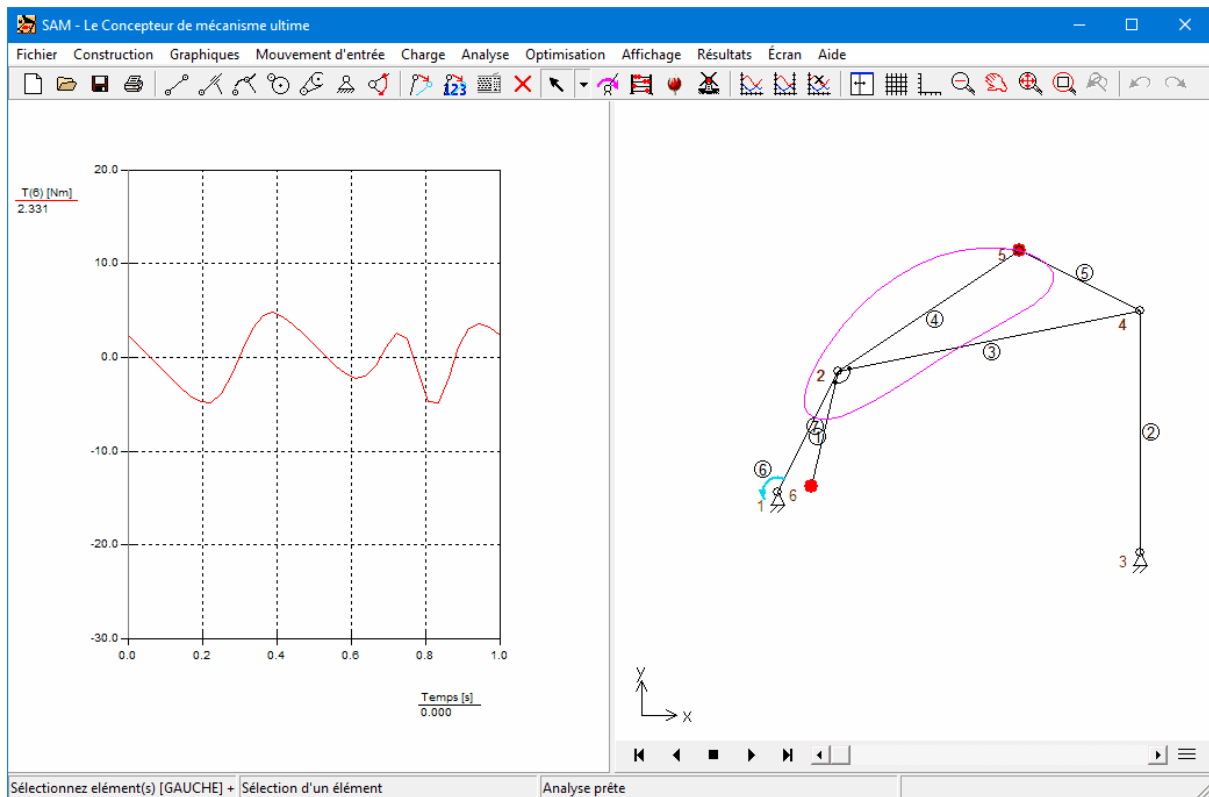 SAM - Le Concepteur de mécanisme ultime
Fichier Construction Graphiques Mouvement d'entrée Charge Analyse Optimisation Affichage Résultats Écran Aide
123
T(6) [Nm]
2.331
20.0
10.0
0.0
-10.0
-20.0
-30.0
0.0 0.2 0.4 0.6 0.8 1.0
Temps [s]
0.000
5
5
4
4
3
2
2
7
1
6
1
6
3
y
x
Sélectionnez elément(s) [GAUCHE] + Sélection d'un élément Analyse prête